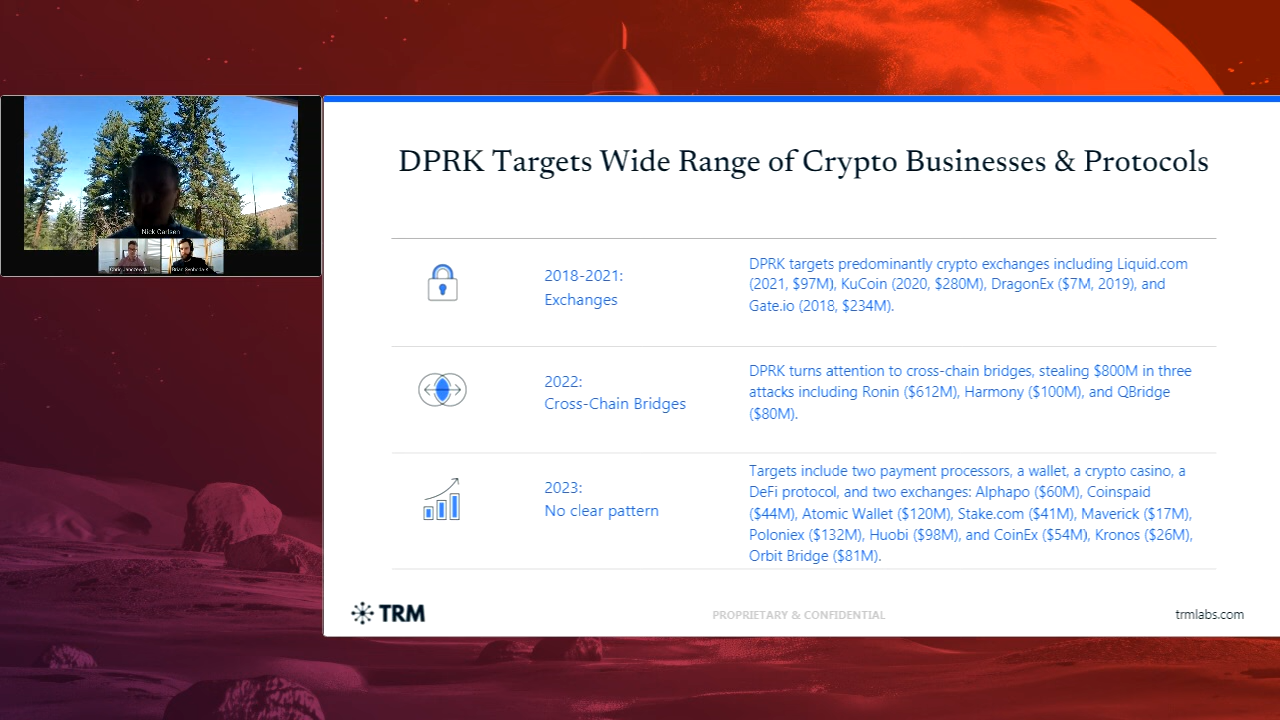 Nick Carlsen
Chris Janczewski
Brian Svoboda K
DPRK Targets Wide Range of Crypto Businesses & Protocols
2018-2021:
Exchanges
DPRK targets predominantly crypto exchanges including Liquid.com
(2021, $97M), KuCoin (2020, $280M), DragonEx ($7M, 2019), and
Gate.io (2018, $234M).
2022:
Cross-Chain Bridges
DPRK turns attention to cross-chain bridges, stealing $800M in three
attacks including Ronin ($612M), Harmony ($100M), and QBridge
($80M).
2023:
No clear pattern
Targets include two payment processors, a wallet, a crypto casino, a
DeFi protocol, and two exchanges: Alphapo ($60M), Coinspaid
($44M), Atomic Wallet ($120M), Stake.com ($41M), Maverick ($17M),
Poloniex ($132M), Huobi ($98M), and CoinEx ($54M), Kronos ($26M),
Orbit Bridge ($81M).
TRM
PROPRIETARY & CONFIDENTIAL
trmlabs.com